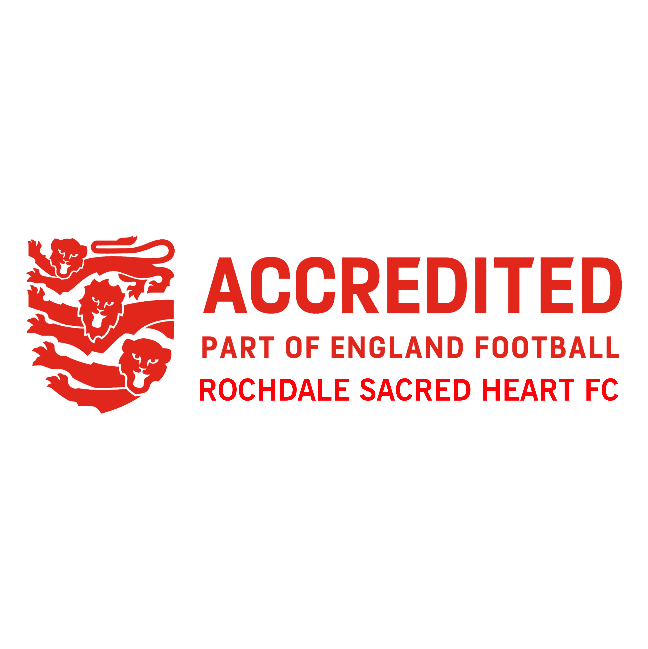 ACCREDITED
PART OF ENGLAND FOOTBALL
ROCHDALE SACRED HEART FC